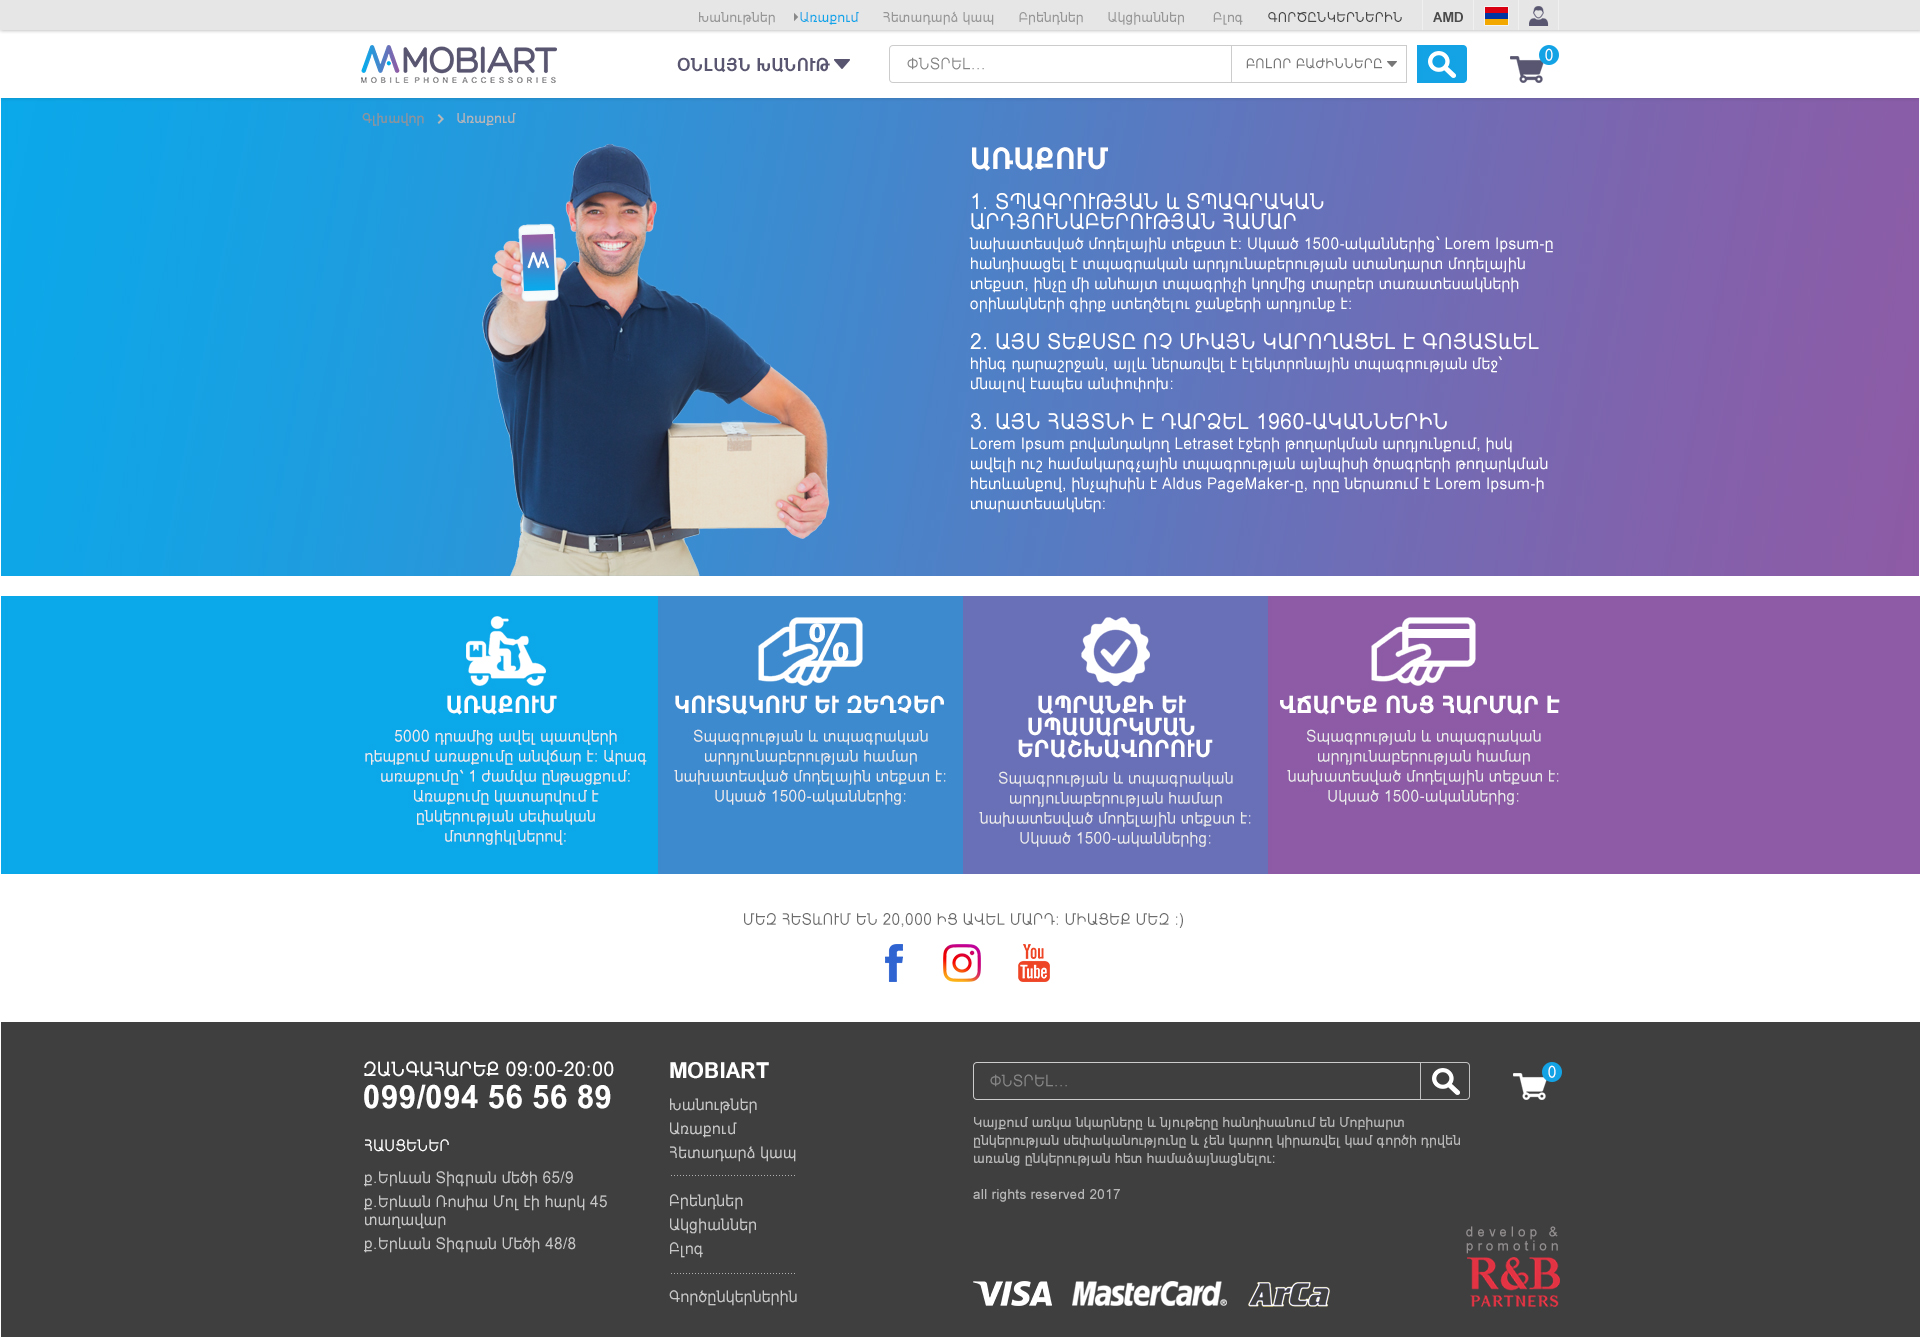 Խանութներ Առաքում Հետադարձ կապ Բրենդներ Ակցիաններ Բլոգ ԳՈՐԾԸՆԿԵՐՆԵՐԻՆ AMD
MOBIART
MOBILE PHONE ACCESSORIES
ՕՆԼԱՅՆ ԽԱՆՈՒԹ
ՓՆՏՐԵԼ...
ԲՈԼՈՐ ԲԱԺԻՆՆԵՐԸ
0
Գլխավոր Առաքում
ԱՌԱՔՈՒՄ
1. ՏՊԱԳՐՈՒԹՅԱՆ և ՏՊԱԳՐԱԿԱՆ
ԱՐԴՅՈՒՆԱԲԵՐՈՒԹՅԱՆ ՀԱՄԱՐ
նախատեսված մոդելային տեքստ է: Սկսած 1500-ականներից՝ Lorem Ipsum-ը
հանդիսացել է տպագրական արդյունաբերության ստանդարտ մոդելային
տեքստ, ինչը մի անհայտ տպագրիչի կողմից տարբեր տառատեսակների
օրինակների գիրք ստեղծելու ջանքերի արդյունք է:
2. ԱՅՍ ՏԵՔՍՏԸ ՈՉ ՄԻԱՅՆ ԿԱՐՈՂԱՑԵԼ Է ԳՈՅԱՏևԵԼ
հինգ դարաշրջան, այլև ներառվել է էլեկտրոնային տպագրության մեջ՝
մնալով էապես անփոփոխ:
3. ԱՅՆ ՀԱՅՏՆԻ Է ԴԱՐՁԵԼ 1960-ԱԿԱՆՆԵՐԻՆ
Lorem Ipsum բովանդակող Letraset էջերի թողարկման արդյունքում, իսկ
ավելի ուշ համակարգչային տպագրության այնպիսի ծրագրերի թողարկման
հետևանքով, ինչպիսին է Aldus PageMaker-ը, որը ներառում է Lorem Ipsum-ի
տարատեսակներ:
ԱՌԱՔՈՒՄ
5000 դրամից ավել պատվերի
դեպքում առաքումը անվճար է: Արագ
առաքումը՝ 1 ժամվա ընթացքում:
Առաքումը կատարվում է
ընկերության սեփական
մոտոցիկլներով:
%
ԿՈՒՏԱԿՈՒՄ ԵՒ ԶԵՂՉԵՐ
Տպագրության և տպագրական
արդյունաբերության համար
նախատեսված մոդելային տեքստ է:
Սկսած 1500-ականներից:
ԱՊՐԱՆՔԻ ԵՒ
ՍՊԱՍԱՐԿՄԱՆ
ԵՐԱՇԽԱՎՈՐՈՒՄ
Տպագրության և տպագրական
արդյունաբերության համար
նախատեսված մոդելային տեքստ է:
Սկսած 1500-ականներից:
ՎՃԱՐԵՔ ՈՆՑ ՀԱՐՄԱՐ Է
Տպագրության և տպագրական
արդյունաբերության համար
նախատեսված մոդելային տեքստ է:
Սկսած 1500-ականներից:
ՄԵԶ ՀԵՏևՈՒՄ ԵՆ 20,000 ԻՑ ԱՎԵԼ ՄԱՐԴ: ՄԻԱՑԵՔ ՄԵԶ :)
You
Tube
ԶԱՆԳԱՀԱՐԵՔ 09:00-20:00
099/094 56 56 89
ՀԱՍՑԵՆԵՐ
ք.Երևան Տիգրան մեծի 65/9
ք.Երևան Ռոսիա Մոլ էի հարկ 45
տաղավար
ք.Երևան Տիգրան Մեծի 48/8
MOBIART
Խանութներ
Առաքում
Հետադարձ կապ
Բրենդներ
Ակցիաններ
Բլոգ
Գործընկերներին
ՓՆՏՐԵԼ...
0
Կայքում առկա նկարները և նյութերը հանդիսանում են Մոբիարտ
ընկերության սեփականությունը և չեն կարող կիրառվել կամ գործի դրվեն
առանց ընկերության հետ համաձայնացնելու:
all rights reserved 2017
VISA MasterCard® ArCa
develop &
promotion
R&B
PARTNERS